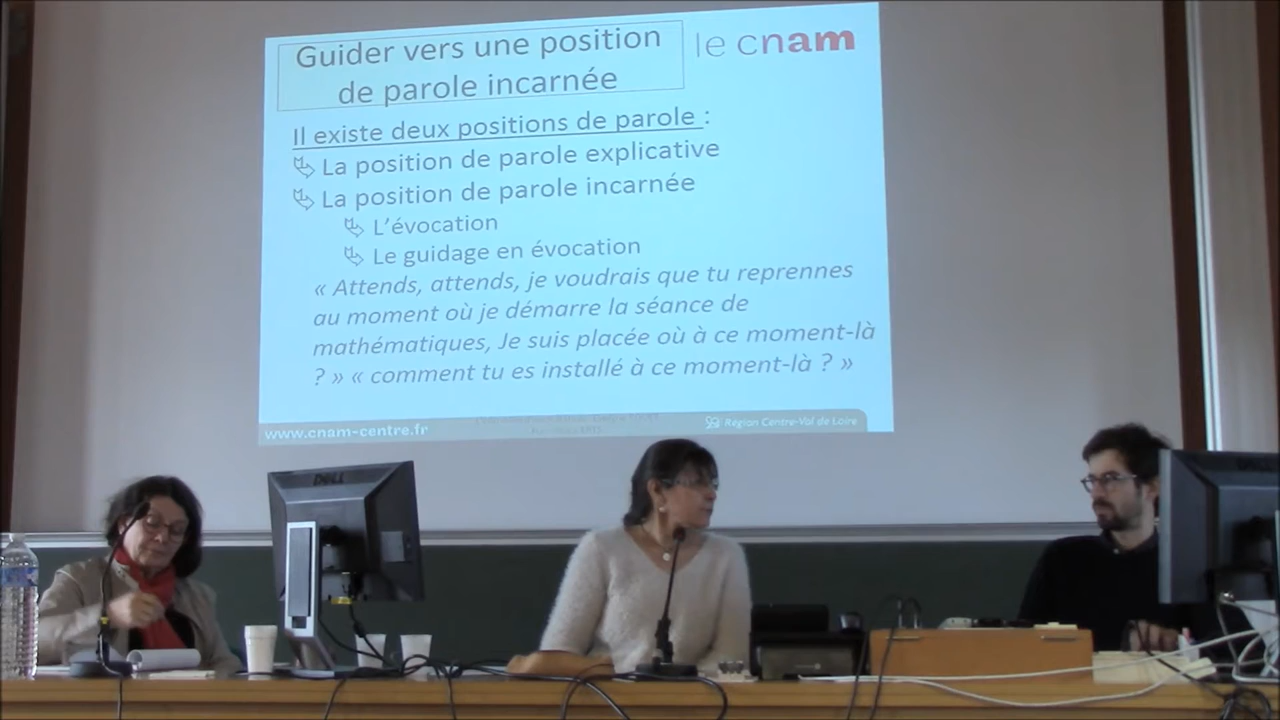 Guider vers une position
de parole incarnée
le cnam
Il existe deux positions de parole :
La position de parole explicative
La position de parole incarnée
L’évocation
Le guidage en évocation
« Attends, attends, je voudrais que tu reprennes
au moment où je démarre la séance de
mathématiques, Je suis placée où à ce moment-là
? » « comment tu es installé à ce moment-là ? »
www.cnam-centre.fr
Région Centre-Val de Loire
DELL